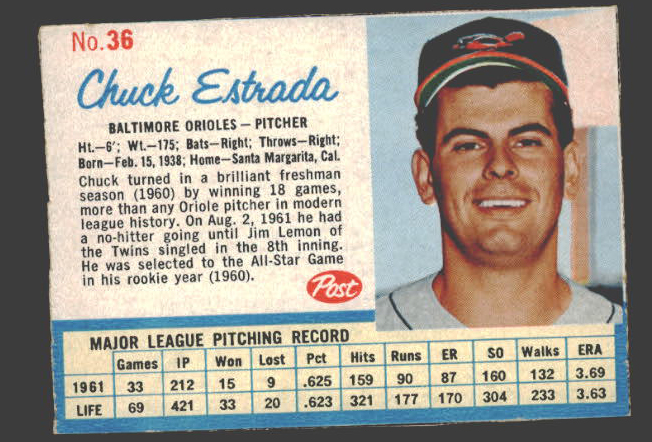 No.36
Chuck Estrada
BALTIMORE ORIOLES — PITCHER
Ht.—6'; Wt.—175; Bats—Right; Throws—Right;
Born—Feb. 15, 1938; Home—Santa Margarita, Cal.
Chuck turned in a brilliant freshman
season (1960) by winning 18 games,
more than any Oriole pitcher in modern
league history. On Aug. 2, 1961 he had
a no-hitter going until Jim Lemon of
the Twins singled in the 8th inning.
He was selected to the All-Star Game
in his rookie year (1960).
Post
MAJOR LEAGUE PITCHING RECORD
Games IP Won Lost Pct Hits Runs ER SO Walks ERA
1961 33 212 15 9 .625 159 90 87 160 132 3.69
LIFE 69 421 33 20 .623 321 177 170 304 233 3.63